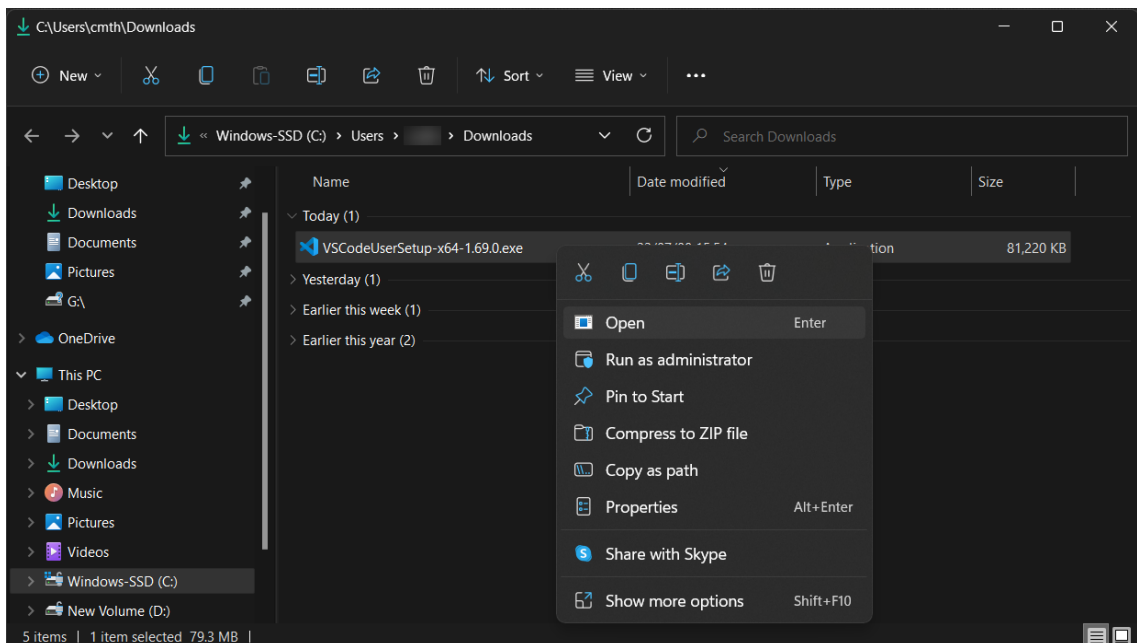 C:\Users\cmth\Downloads
New Sort View
« Windows-SSD (C:) > Users > > Downloads Search Downloads
Name Date modified Type Size
Desktop
Downloads
Documents
Pictures
G:\
OneDrive
This PC
Desktop
Documents
Downloads
Music
Pictures
Videos
Windows-SSD (C:)
New Volume (D:)
Today (1)
VSCodeUserSetup-x64-1.69.0.exe 81,220 KB
Yesterday (1)
Earlier this week (1)
Earlier this year (2)
Open Enter
Run as administrator
Pin to Start
Compress to ZIP file
Copy as path
Properties Alt+Enter
Share with Skype
Show more options Shift+F10
5 items | 1 item selected 79.3 MB |